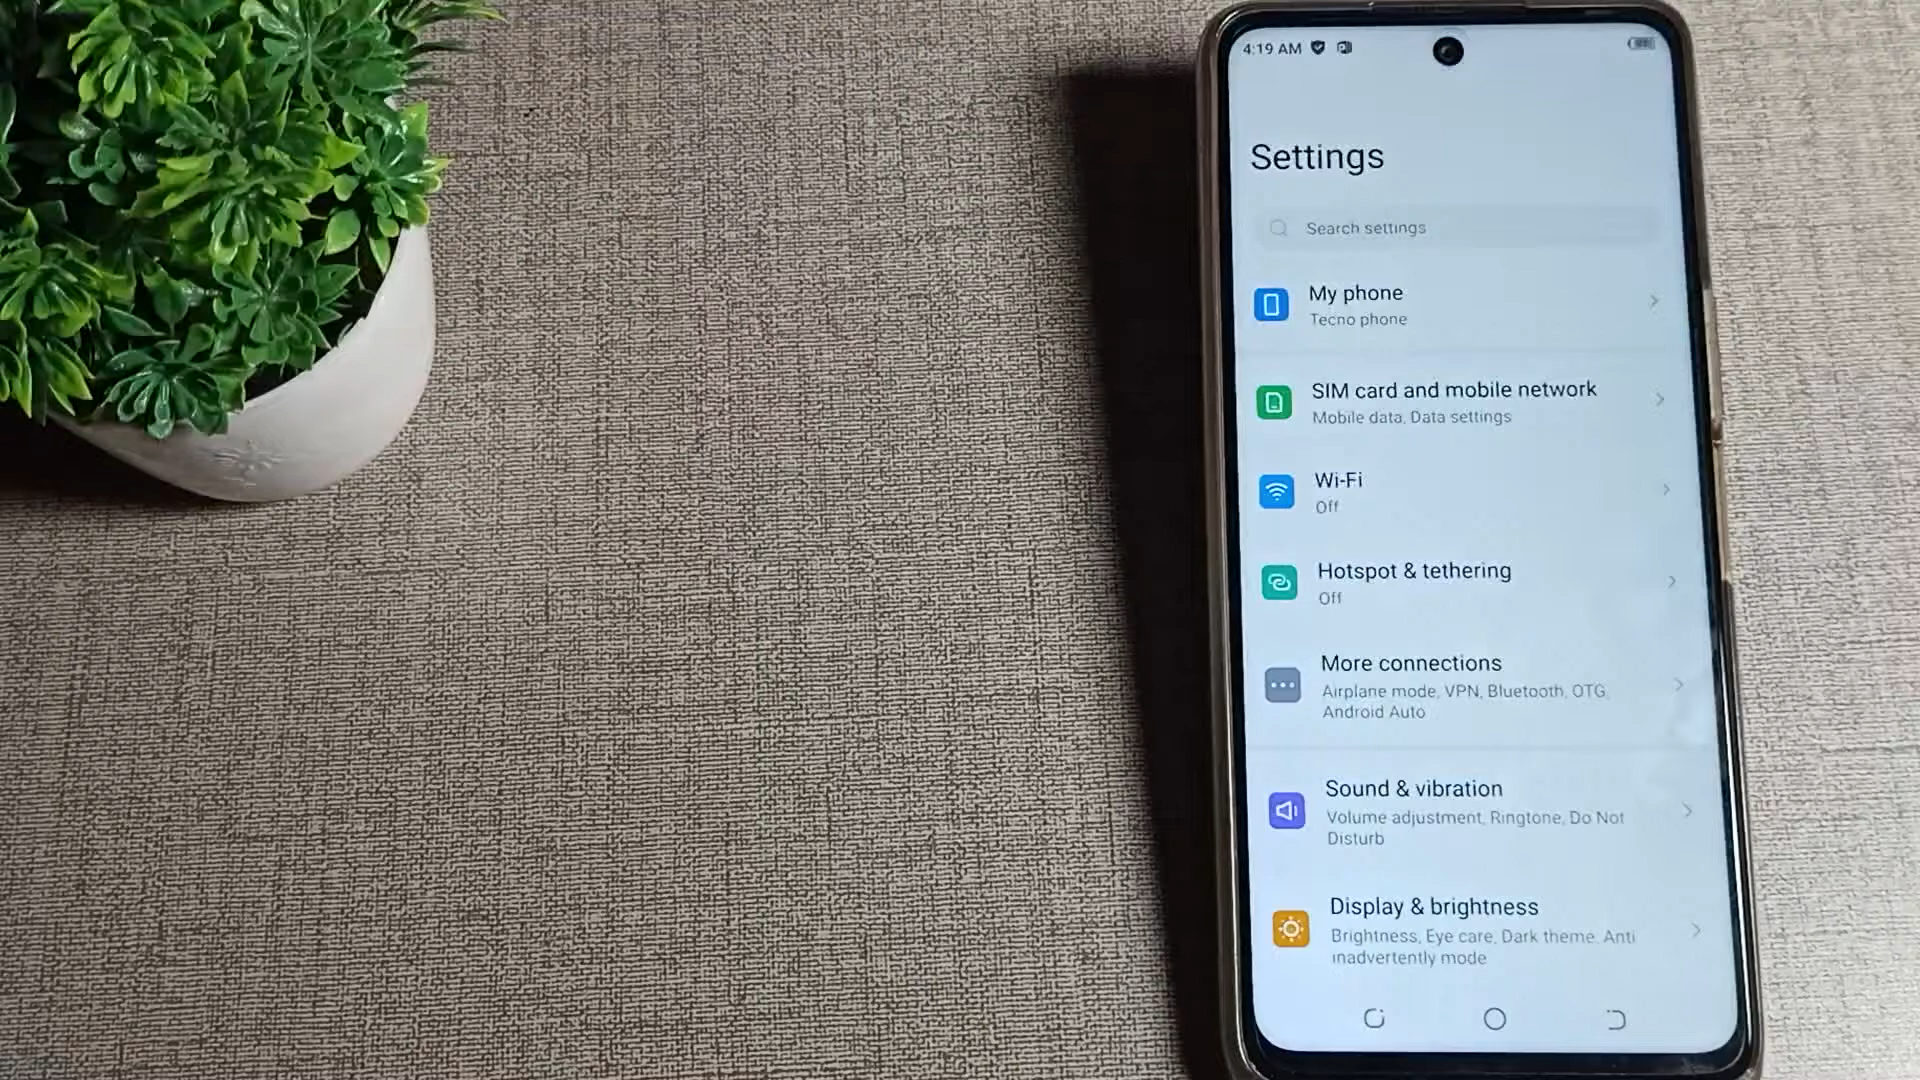 4:19 AM
Settings
Search settings
My phone
Tecno phone
SIM card and mobile network
Mobile data, Data settings
Wi-Fi
Off
Hotspot & tethering
Off
More connections
Airplane mode, VPN, Bluetooth, OTG,
Android Auto
Sound & vibration
Volume adjustment, Ringtone, Do Not
Disturb
Display & brightness
Brightness, Eye care, Dark theme, Anti
inadvertently mode